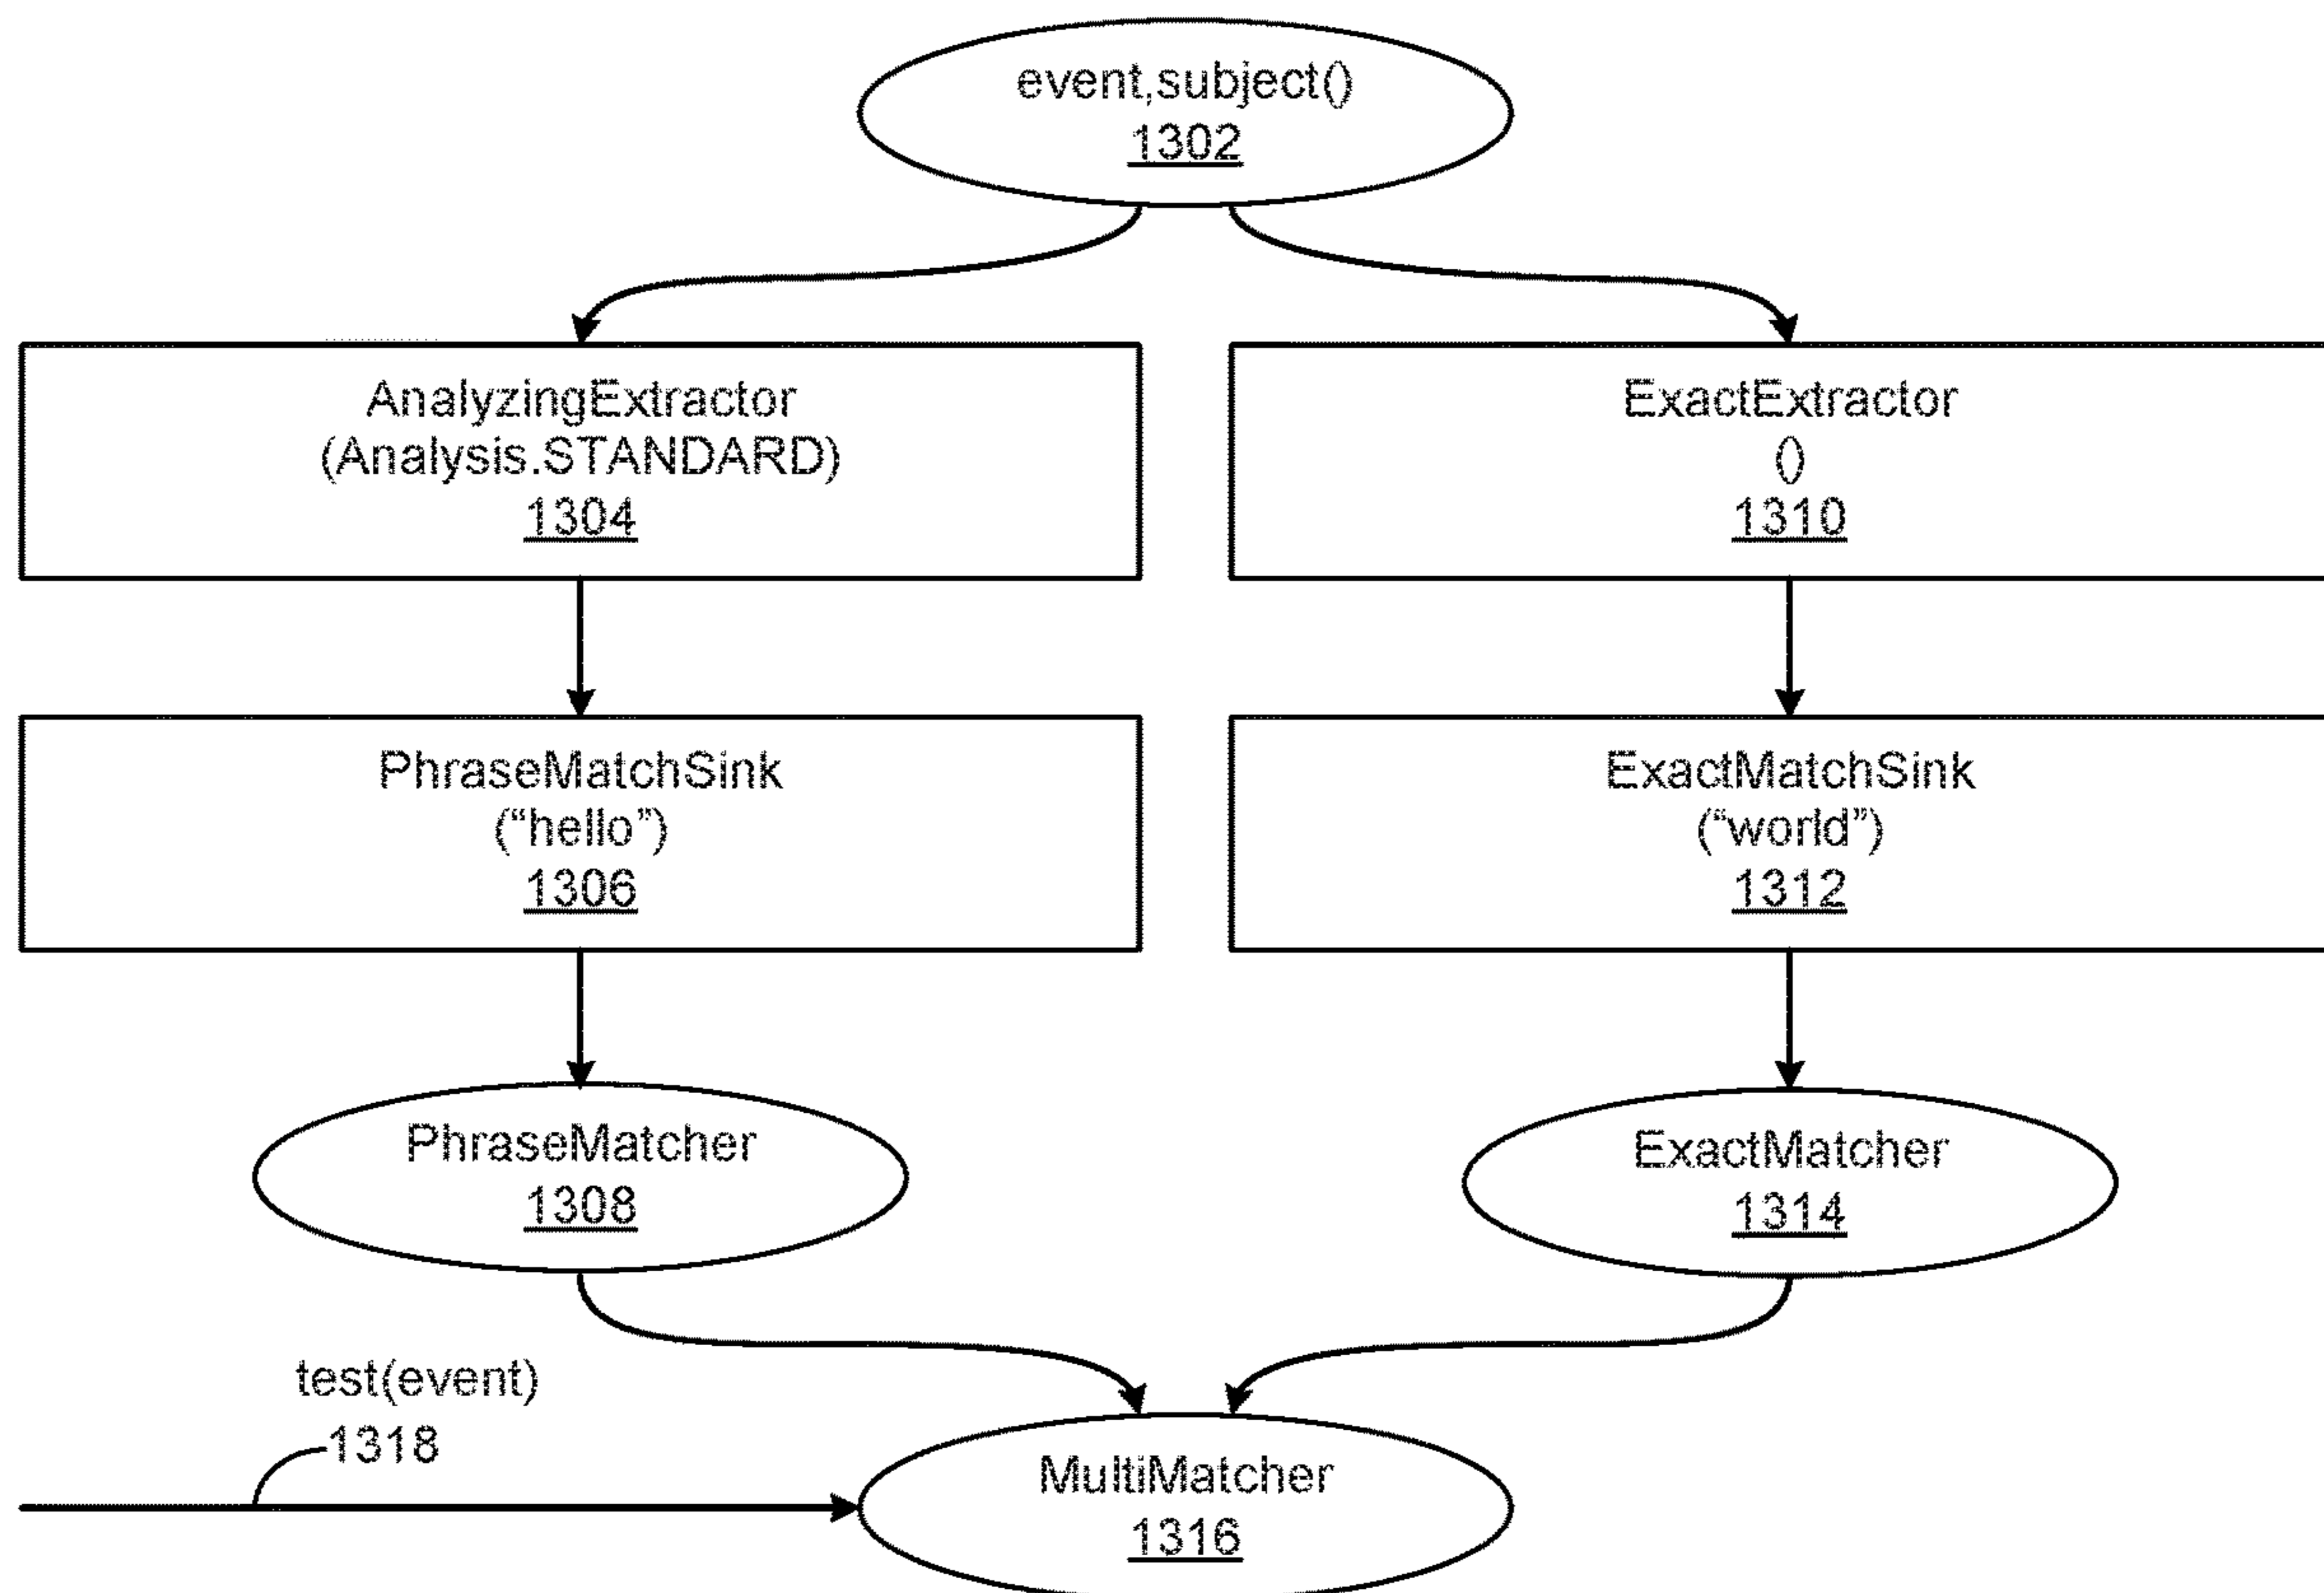 event,subject()
1302
AnalyzingExtractor
(Analysis.STANDARD)
1304
ExactExtractor
()
1310
PhraseMatchSink
(“hello”)
1306
ExactMatchSink
(“world”)
1312
PhraseMatcher
1308
ExactMatcher
1314
test(event)
1318
MultiMatcher
1316